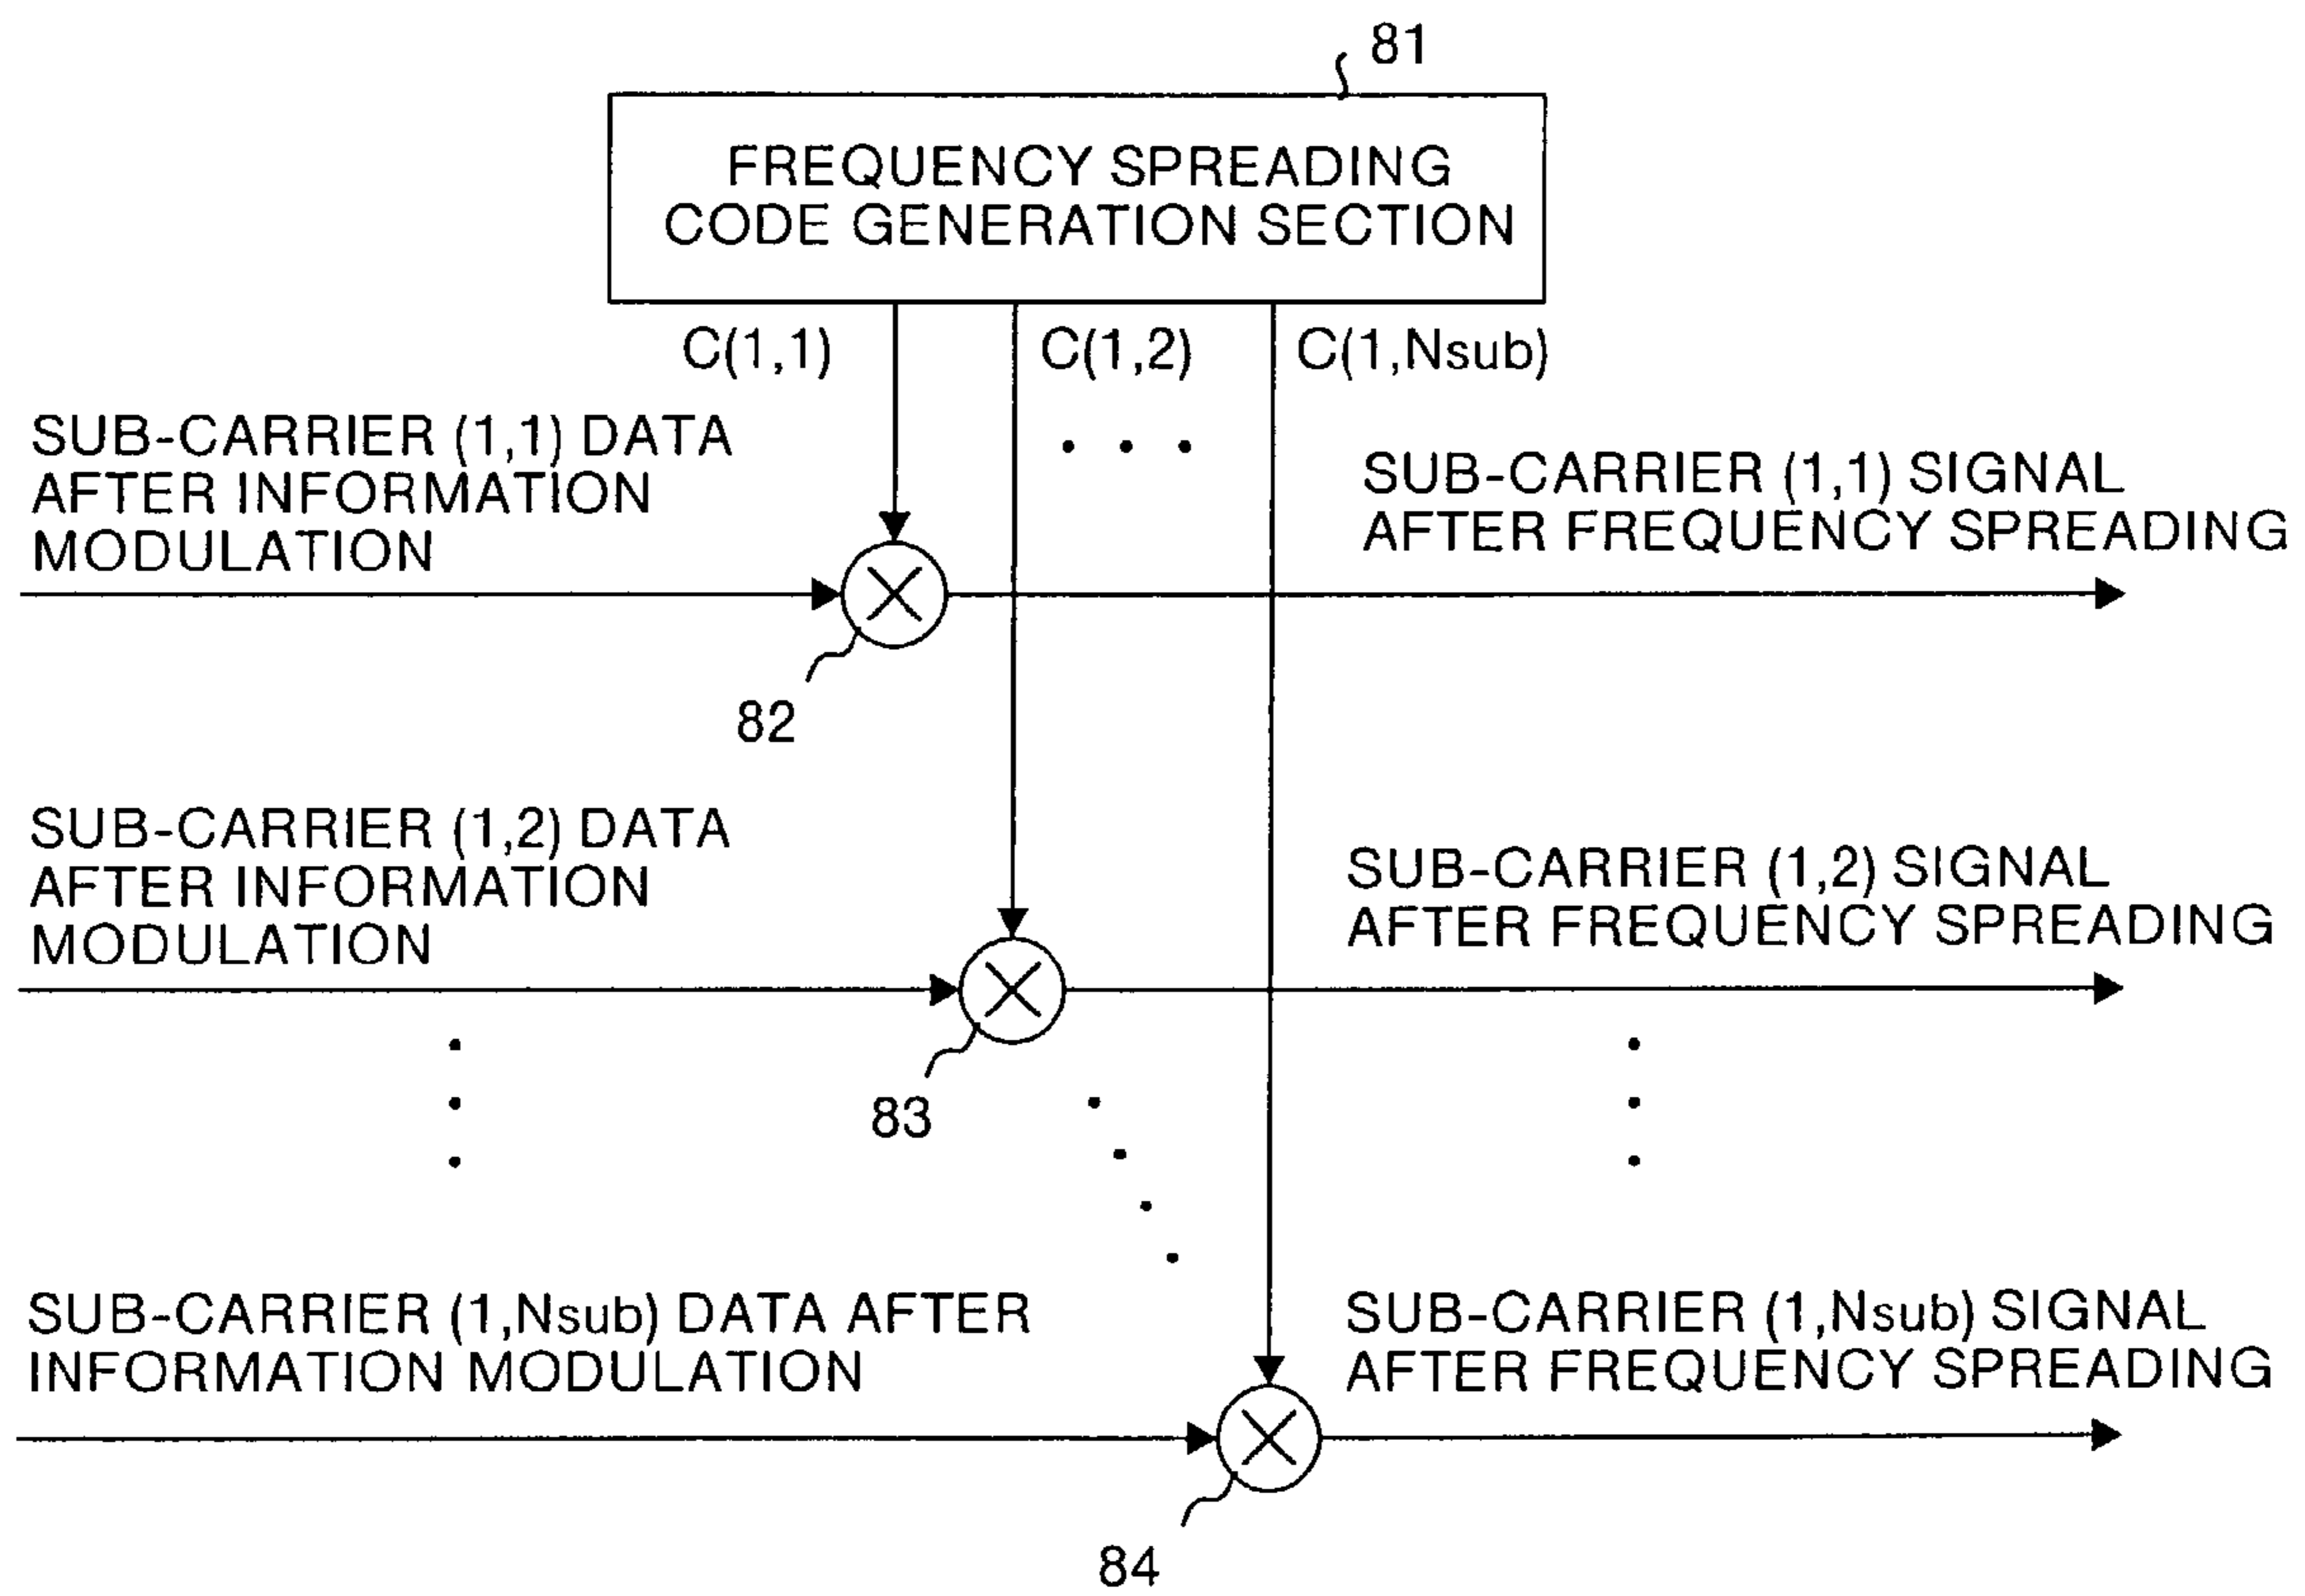 81
FREQUENCY SPREADING
CODE GENERATION SECTION
C(1,1)
C(1,2)
C(1,Nsub)
SUB-CARRIER (1,1) DATA
AFTER INFORMATION
MODULATION
SUB-CARRIER (1,1) SIGNAL
AFTER FREQUENCY SPREADING
82
SUB-CARRIER (1,2) DATA
AFTER INFORMATION
MODULATION
SUB-CARRIER (1,2) SIGNAL
AFTER FREQUENCY SPREADING
83
SUB-CARRIER (1,Nsub) DATA AFTER
INFORMATION MODULATION
SUB-CARRIER (1,Nsub) SIGNAL
AFTER FREQUENCY SPREADING
84